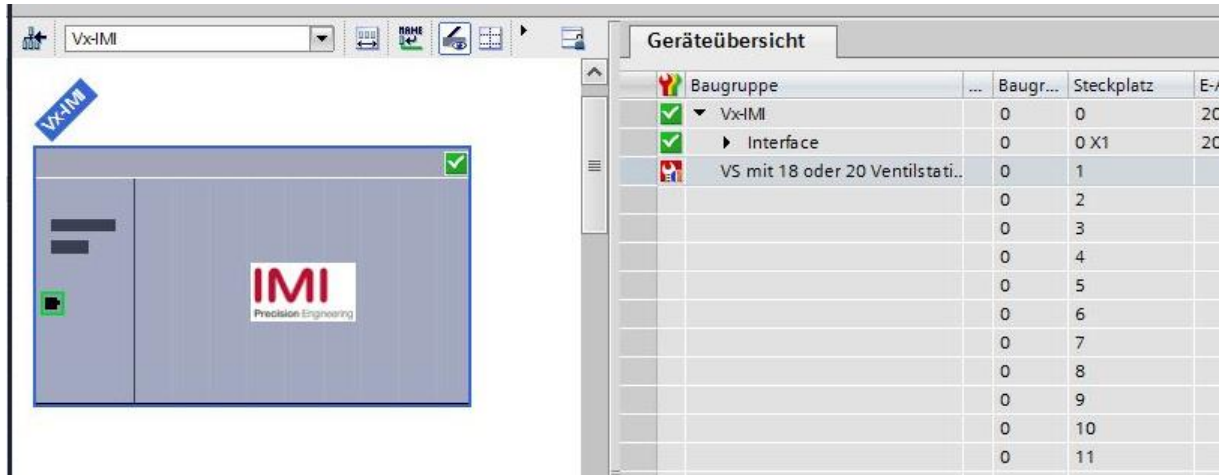 Vx-IMI
NAME
Geräteübersicht
Baugruppe ... Baugr... Steckplatz E-A
Vx-IMI 0 0 20
Interface 0 0 X1 20
VS mit 18 oder 20 Ventilstati.. 0 1
0 2
0 3
0 4
0 5
0 6
0 7
0 8
0 9
0 10
0 11
Vx-IMI
IMI
Precision Engineering